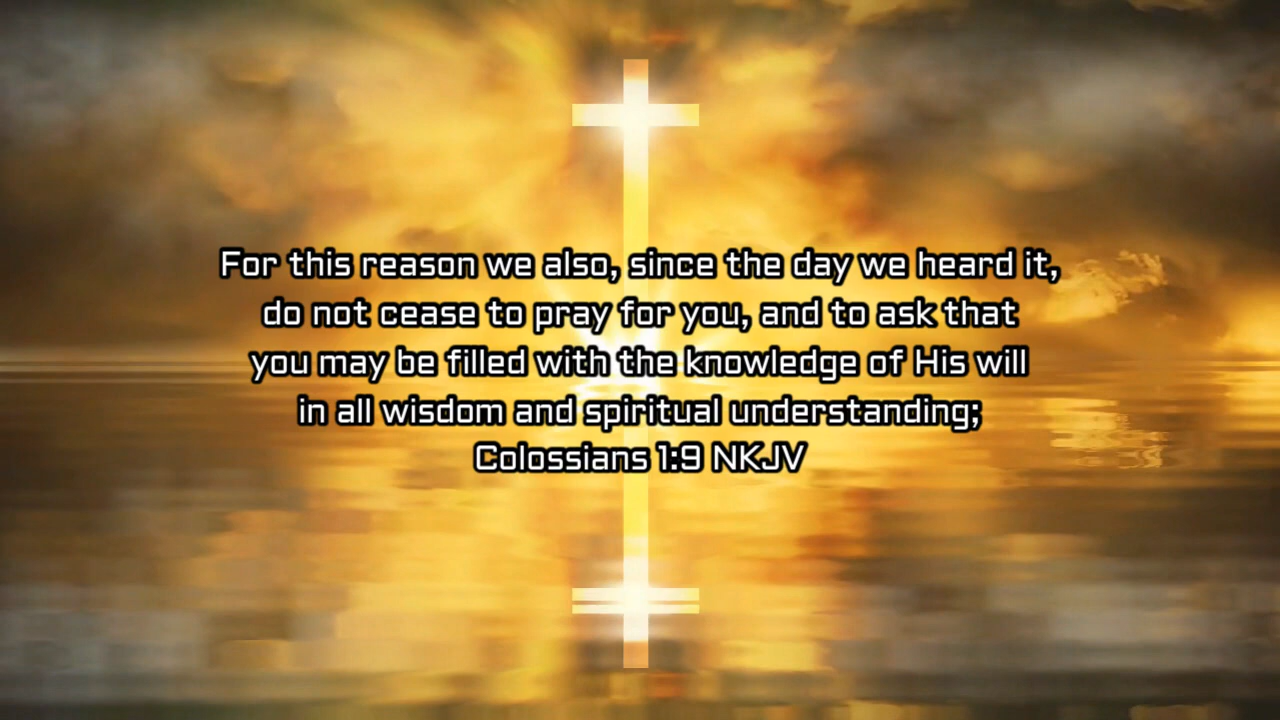 For this reason we also, since the day we heard it,
do not cease to pray for you, and to ask that
you may be filled with the knowledge of His will
in all wisdom and spiritual understanding;
Colossians 1:9 NKJV